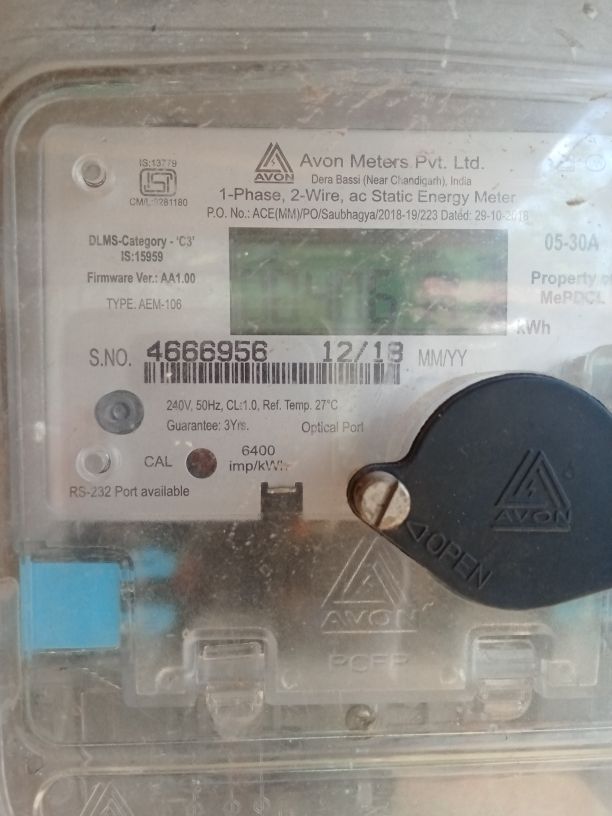 IS:13779
CM/L:9281180
AVON
Avon Meters Pvt. Ltd.
Dera Bassi (Near Chandigarh), India
1-Phase, 2-Wire, ac Static Energy Meter
P.O. No.: ACE(MM)/PO/Saubhagya/2018-19/223 Dated: 29-10-2018
DLMS-Category - 'C3'
IS:15959
Firmware Ver.: AA1.00
TYPE. AEM-106
05-30A
Property of
MePDCL
kWh
S.NO. 4666956 12/18 MM/YY
240V, 50Hz, CL:1.0, Ref. Temp. 27°C
Guarantee: 3Yrs. Optical Port
CAL 6400
imp/kWh
RS-232 Port available
AVON
OPEN
AVON